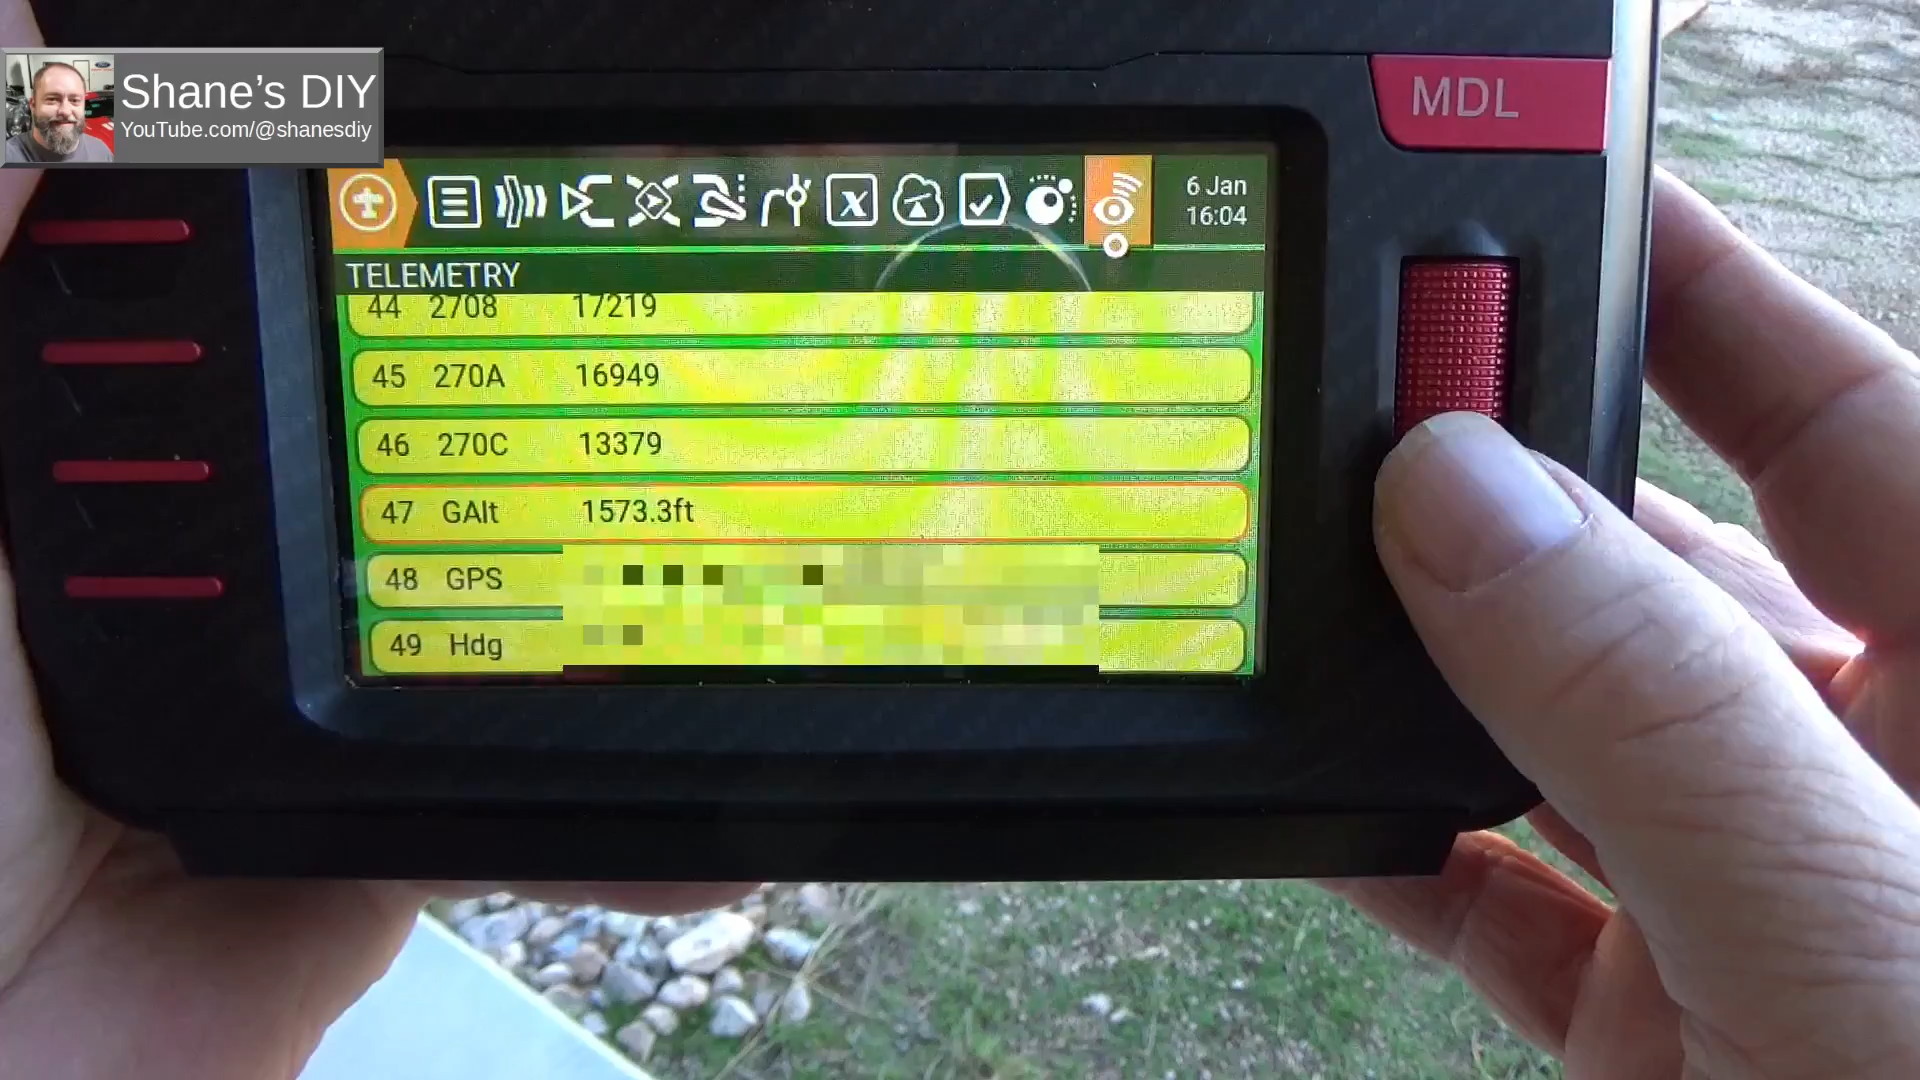 Shane's DIY
YouTube.com/@shanesdiy
MDL
6 Jan
16:04
TELEMETRY
44 2708 17219
45 270A 16949
46 270C 13379
47 GAlt 1573.3ft
48 GPS
49 Hdg